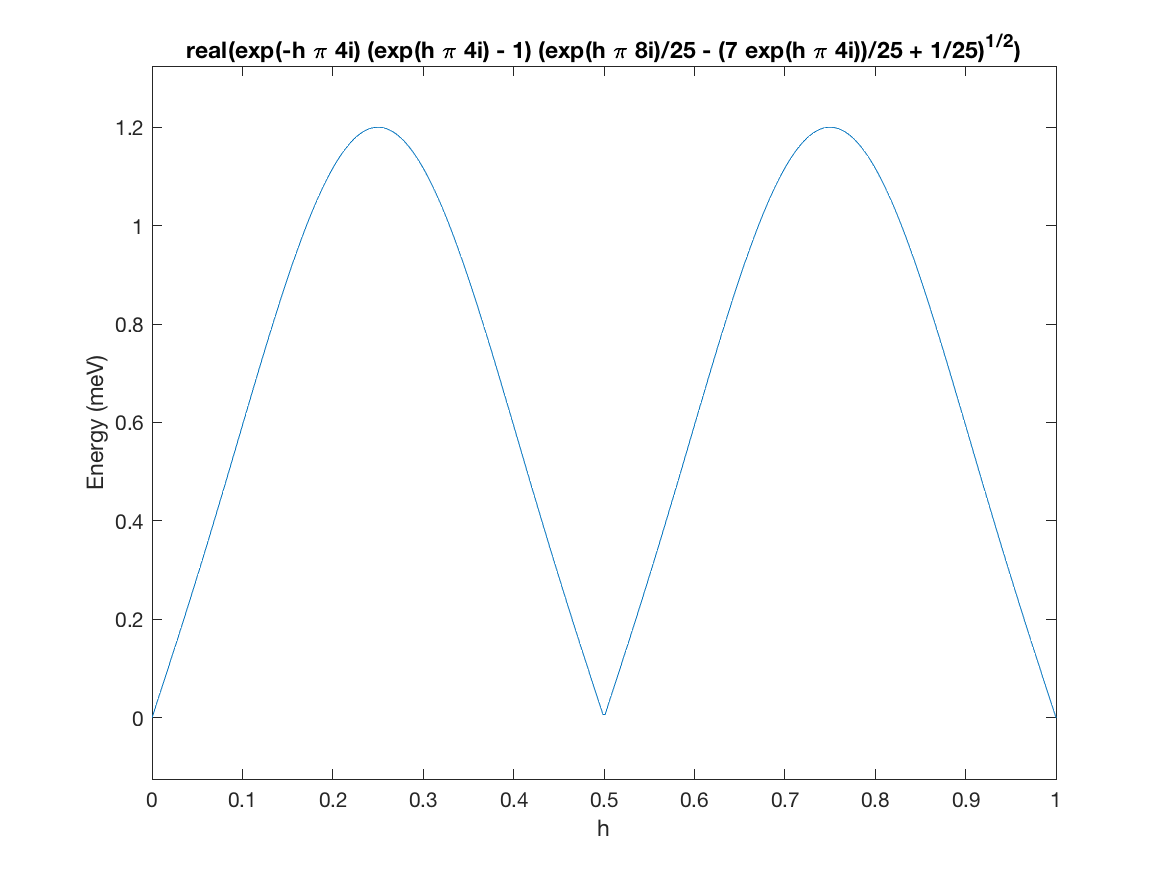 real(exp(-h π 4i) (exp(h π 4i) - 1) (exp(h π 8i)/25 - (7 exp(h π 4i))/25 + 1/25)^1/2)
1.2
1
0.8
0.6
0.4
0.2
0
Energy (meV)
0 0.1 0.2 0.3 0.4 0.5 0.6 0.7 0.8 0.9 1
h